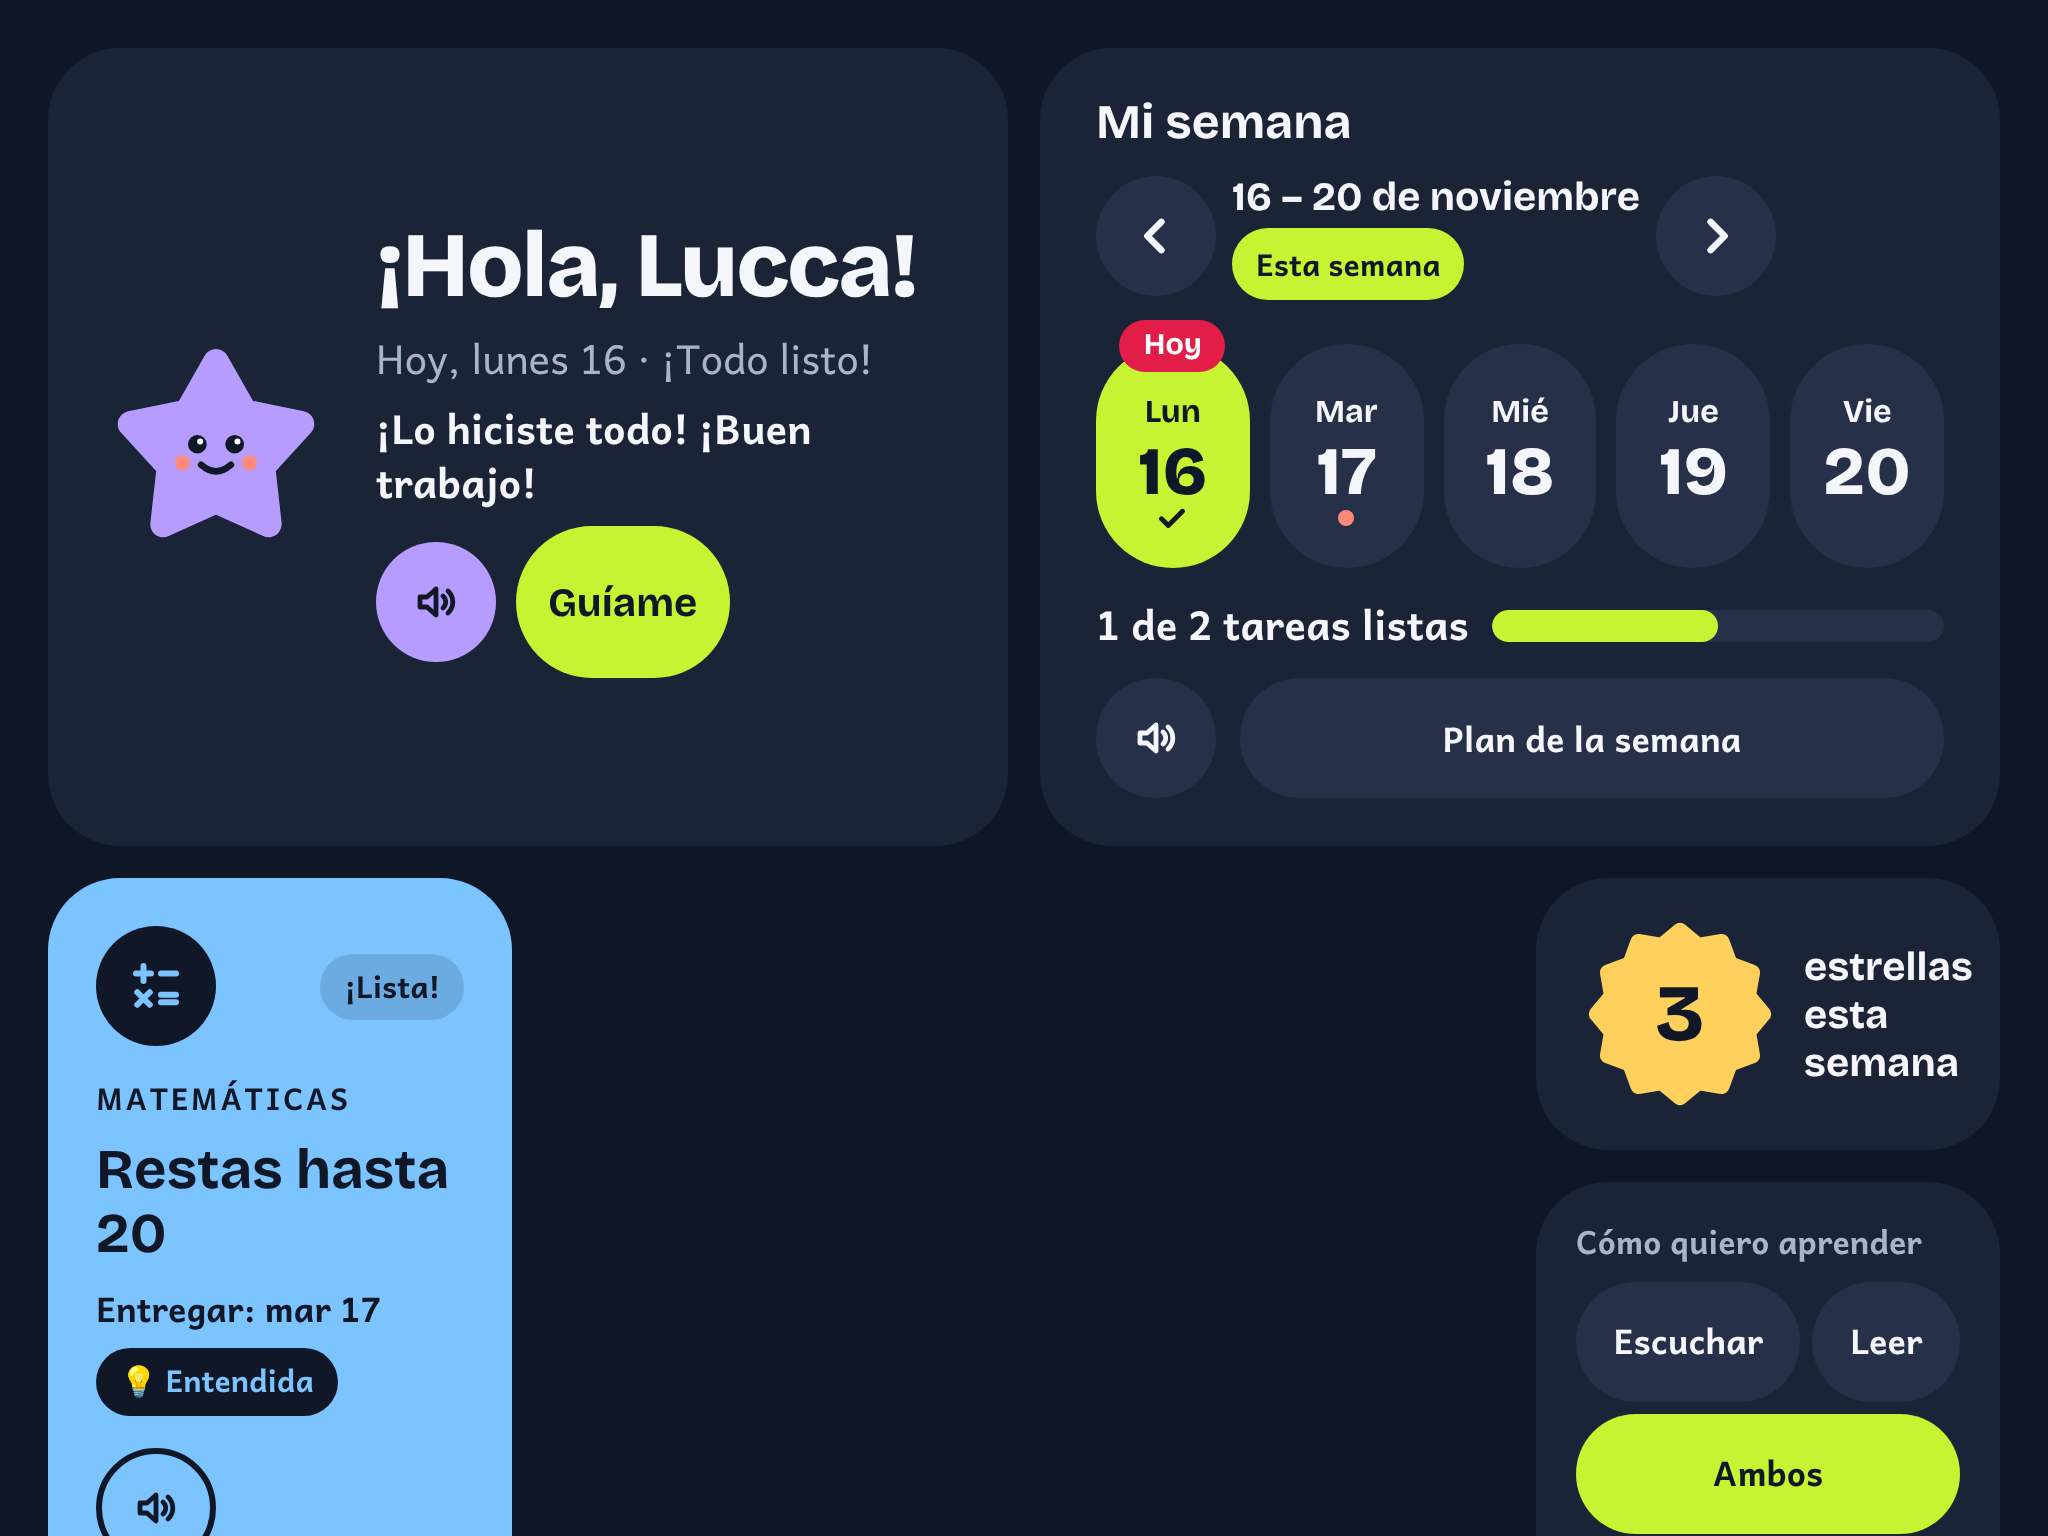 ¡Hola, Lucca!
Hoy, lunes 16 · ¡Todo listo!
¡Lo hiciste todo! ¡Buen
trabajo!
Guíame
Mi semana
16 – 20 de noviembre
Esta semana
Hoy
Lun
16
Mar
17
Mié
18
Jue
19
Vie
20
1 de 2 tareas listas
Plan de la semana
¡Lista!
MATEMÁTICAS
Restas hasta
20
Entregar: mar 17
💡 Entendida
3
estrellas
esta
semana
Cómo quiero aprender
Escuchar
Leer
Ambos